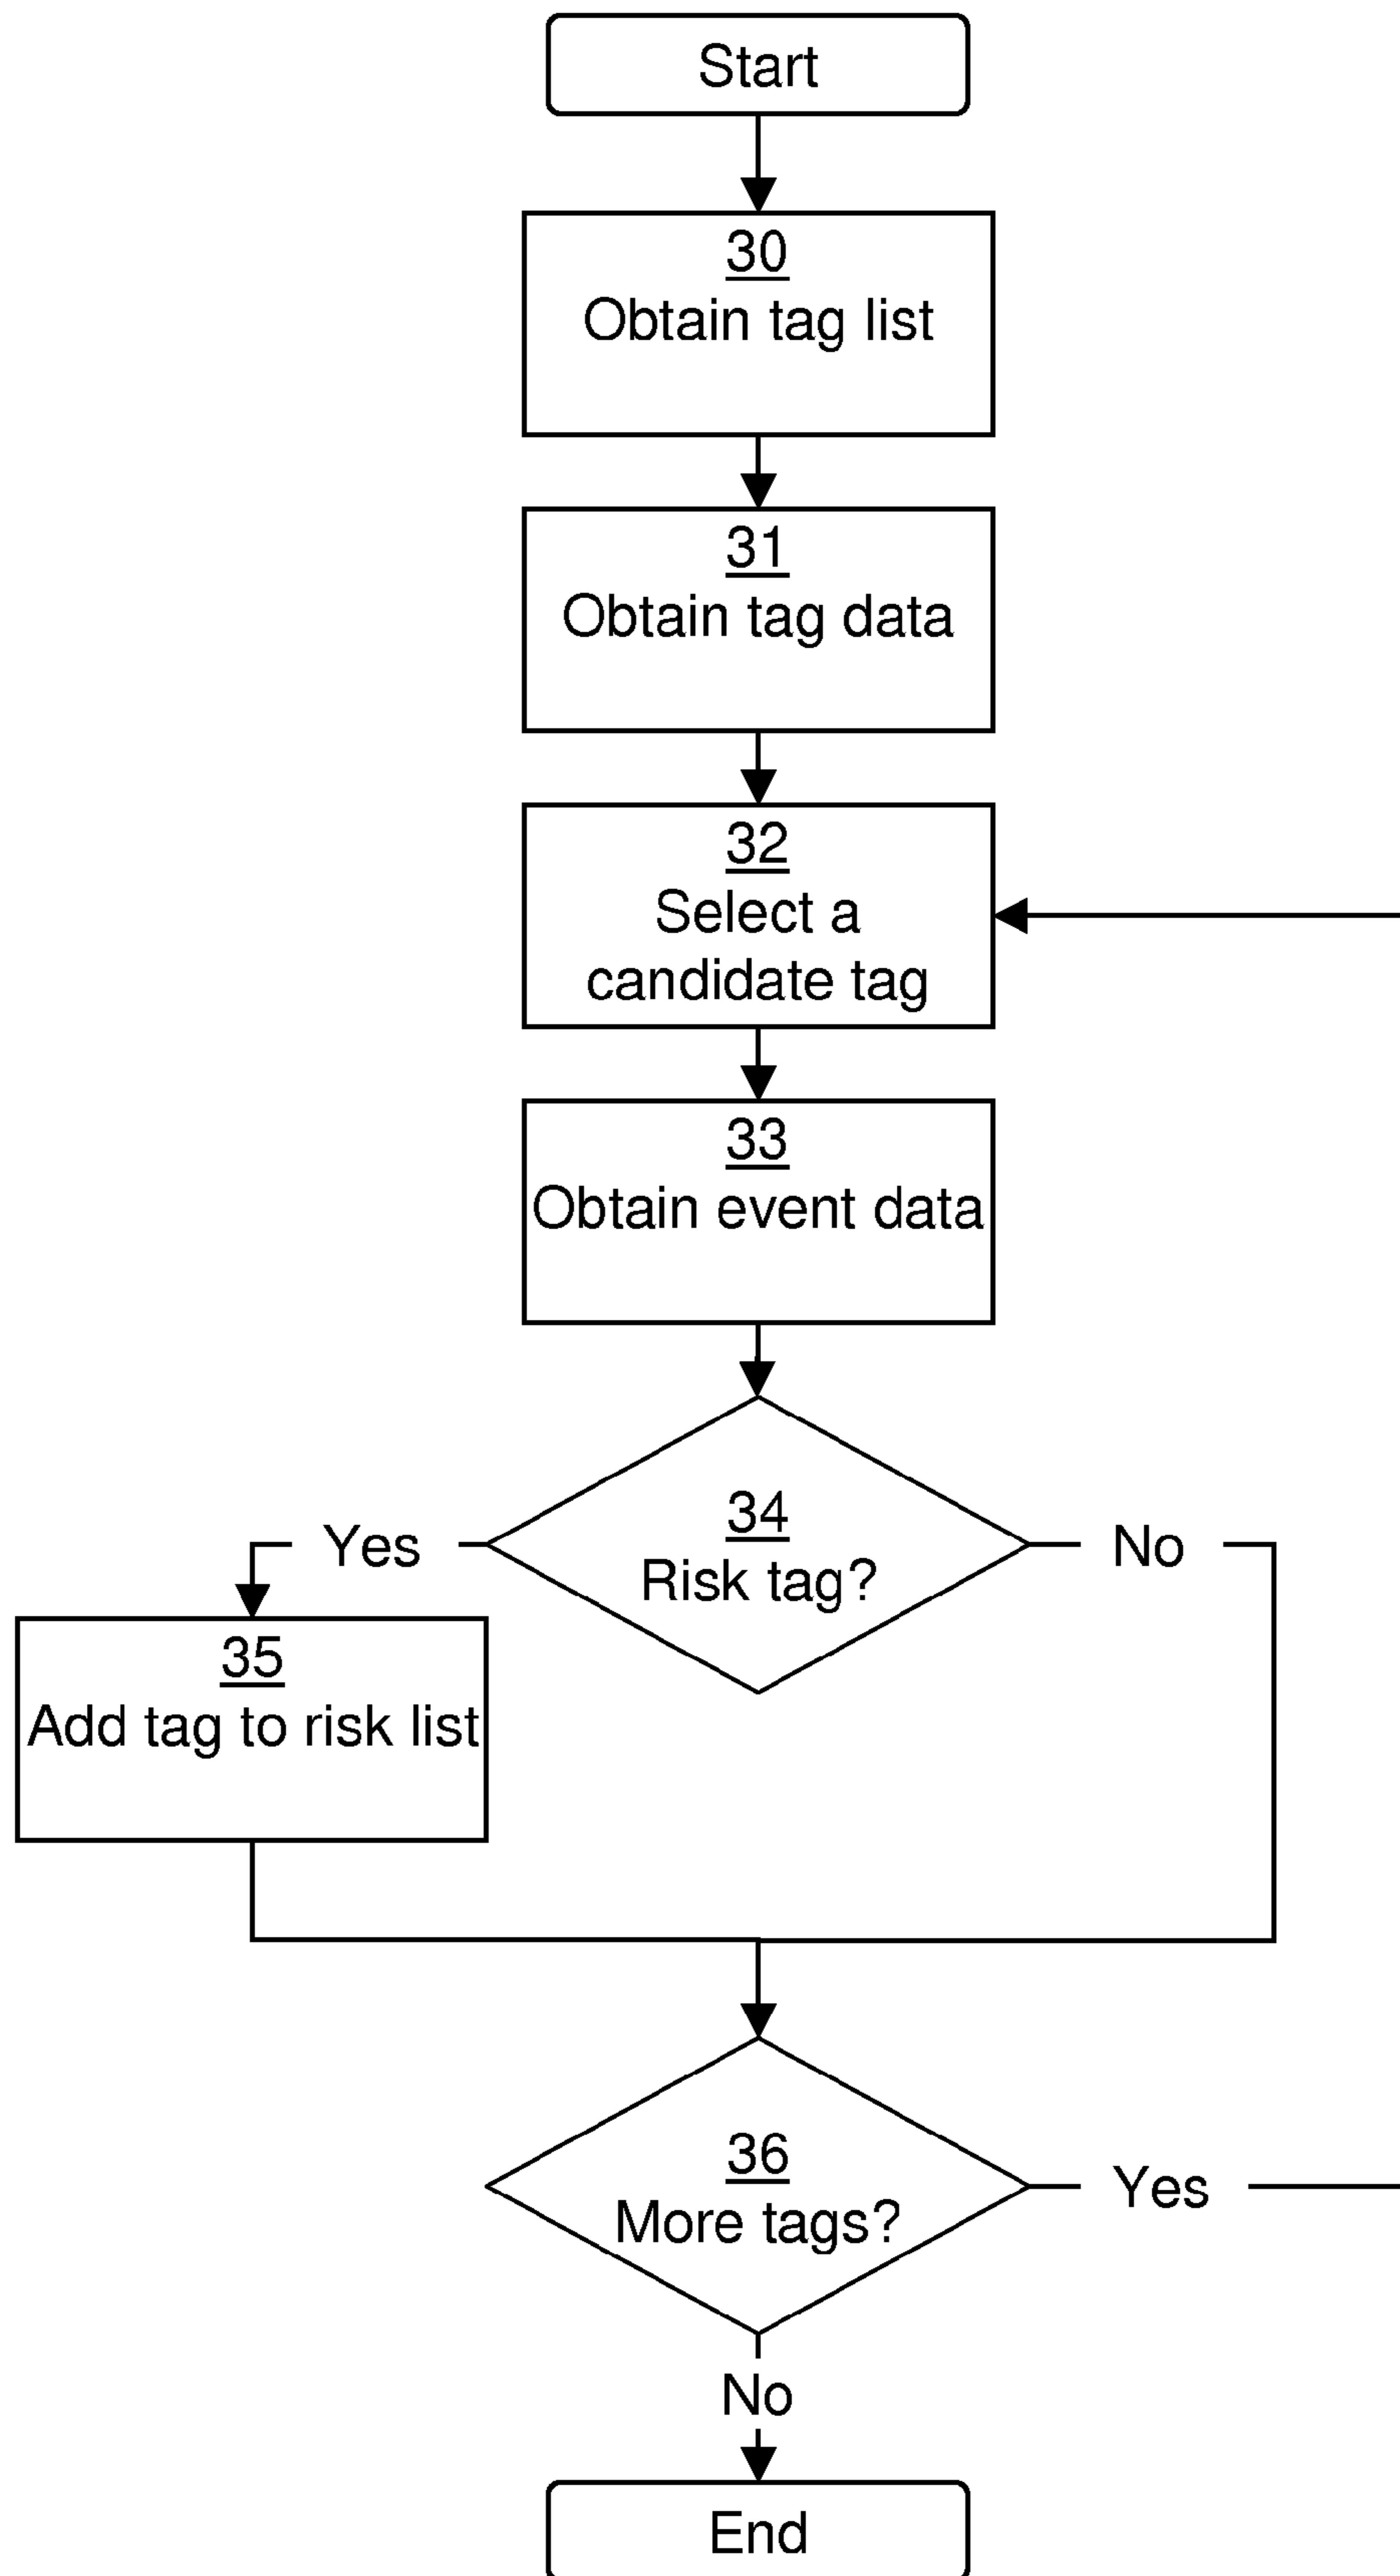 Start
30
Obtain tag list
31
Obtain tag data
32
Select a
candidate tag
33
Obtain event data
34
Risk tag?
Yes
No
35
Add tag to risk list
36
More tags?
Yes
No
End